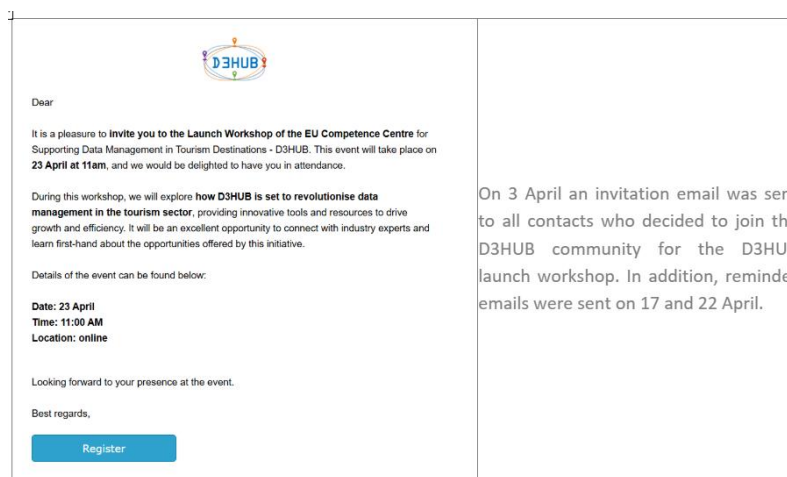 D3HUB
Dear
It is a pleasure to invite you to the Launch Workshop of the EU Competence Centre for
Supporting Data Management in Tourism Destinations - D3HUB. This event will take place on
23 April at 11am, and we would be delighted to have you in attendance.
During this workshop, we will explore how D3HUB is set to revolutionise data
management in the tourism sector, providing innovative tools and resources to drive
growth and efficiency. It will be an excellent opportunity to connect with industry experts and
learn first-hand about the opportunities offered by this initiative.
Details of the event can be found below:
Date: 23 April
Time: 11:00 AM
Location: online
Looking forward to your presence at the event.
Best regards,
Register
On 3 April an invitation email was
to all contacts who decided to join
D3HUB community for the
launch workshop. In addition,
emails were sent on 17 and 22 April.